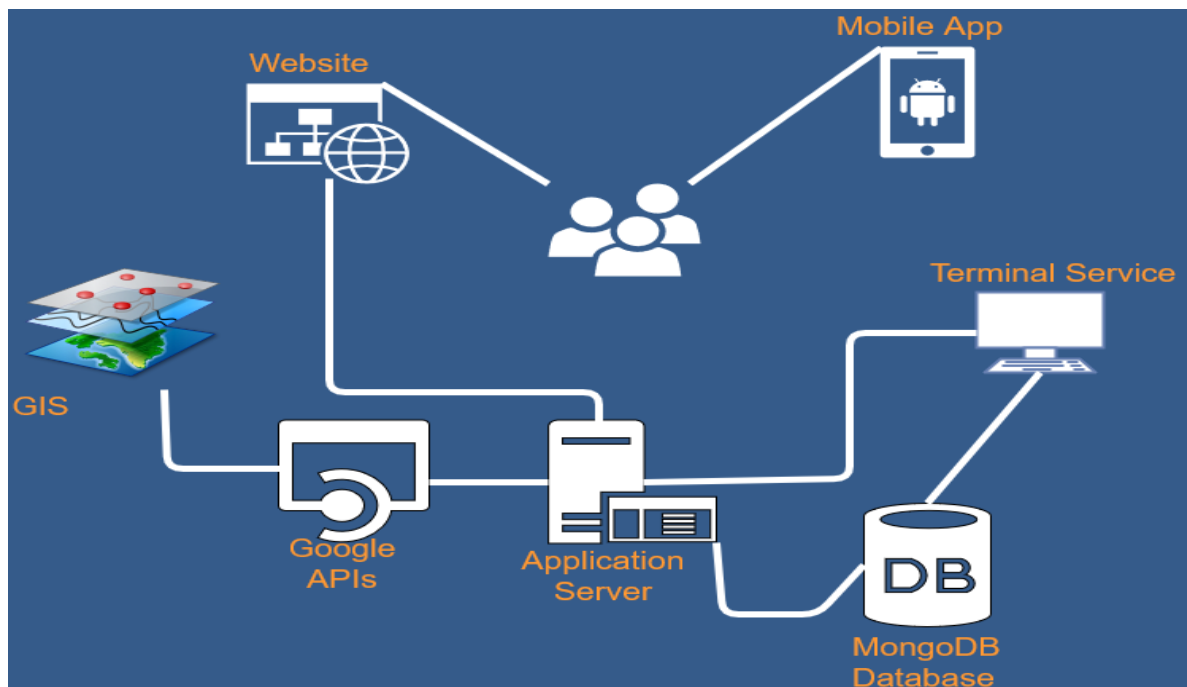 Mobile App
Website
Terminal Service
GIS
Google
APIs
Application
Server
DB
MongoDB
Database